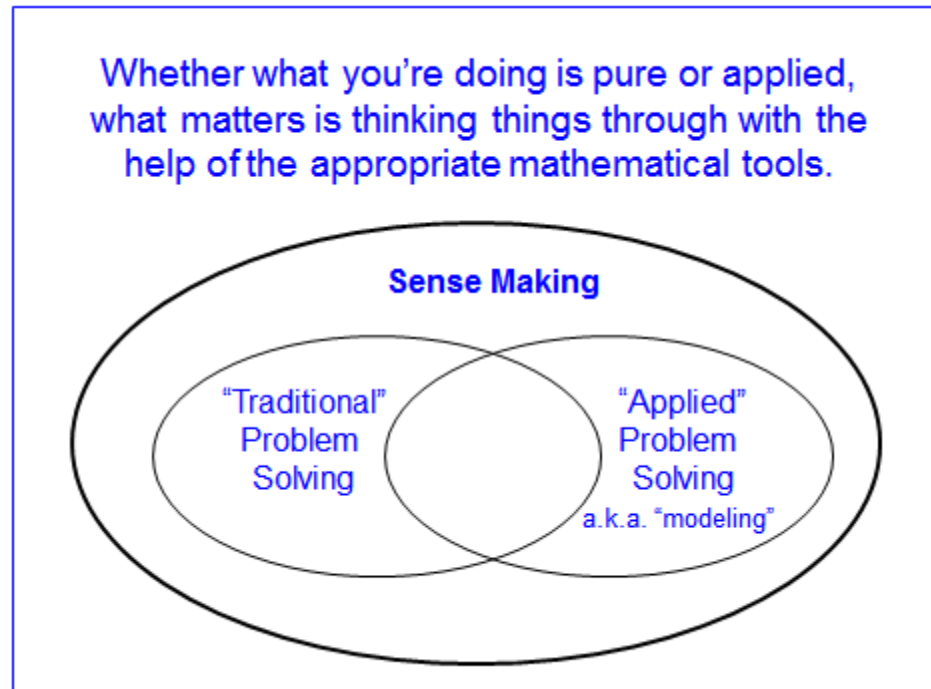 Whether what you’re doing is pure or applied,
what matters is thinking things through with the
help of the appropriate mathematical tools.
Sense Making
“Traditional”
Problem
Solving
“Applied”
Problem
Solving
a.k.a. “modeling”